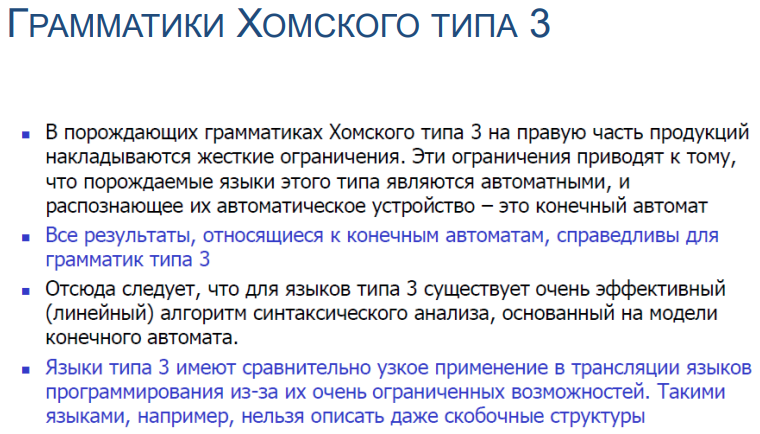 ГРАММАТИКИ ХОМСКОГО ТИПА 3
▪ В порождающих грамматиках Хомского типа 3 на правую часть продукций
накладываются жесткие ограничения. Эти ограничения приводят к тому,
что порождаемые языки этого типа являются автоматными, и
распознающее их автоматическое устройство – это конечный автомат
▪ Все результаты, относящиеся к конечным автоматам, справедливы для
грамматик типа 3
▪ Отсюда следует, что для языков типа 3 существует очень эффективный
(линейный) алгоритм синтаксического анализа, основанный на модели
конечного автомата.
▪ Языки типа 3 имеют сравнительно узкое применение в трансляции языков
программирования из-за их очень ограниченных возможностей. Такими
языками, например, нельзя описать даже скобочные структуры